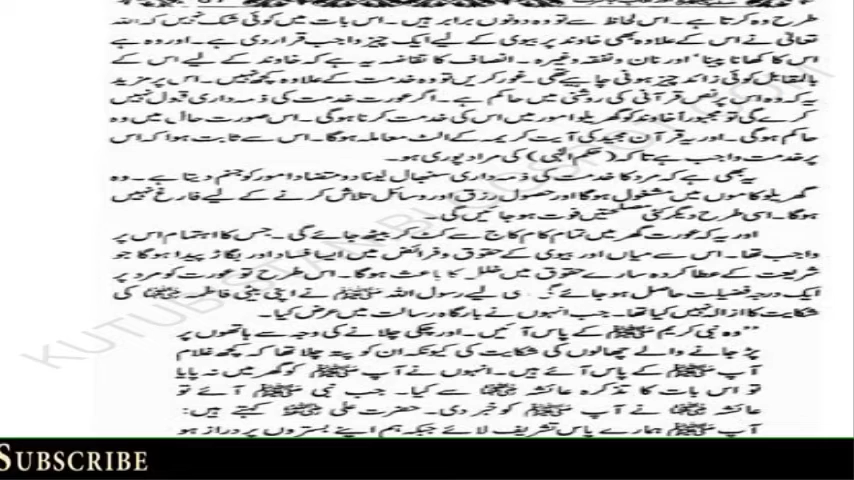 طرح وہ کرتا ہے۔ اس لحاظ سے تو وہ دونوں برابر ہیں۔ اس بات میں کوئی شک نہیں کہ اللہ
تعالیٰ نے اس کے علاوہ بھی خاوند پر بیوی کے لیے ایک چیز واجب قرار دی ہے۔ اور وہ ہے
اس کا کھانا پینا اور نان و نفقہ وغیرہ۔ انصاف کا تقاضہ یہ ہے کہ خاوند کے لیے اس کے
بالمقابل کوئی زائد چیز ہونی چاہیے تھی۔ غور کریں تو وہ خدمت کے علاوہ کچھ نہیں۔ اس پر مزید
یہ کہ وہ اس پر نص قرآنی کی روشنی میں حاکم ہے۔ اگر عورت خدمت کی ذمہ داری قبول نہیں
کرے گی تو مجبوراً خاوند کو گھریلو امور میں اس کی خدمت کرنا ہوگی۔ اس صورت حال میں وہ
حاکم ہوگی۔ اور یہ قرآن مجید کی آیت کریمہ کے الٹ معاملہ ہوگا۔ اس سے ثابت ہوا کہ اس
پر خدمت واجب ہے تاکہ (حکم الٰہی) کی مراد پوری ہو۔
یہ بھی ہے کہ مرد کا خدمت کی ذمہ داری سنبھال لینا دو متضاد امور کو جنم دیتا ہے۔ وہ
گھریلو کاموں میں مشغول ہوگا اور حصول رزق اور وسائل تلاش کرنے کے لیے فارغ نہیں
ہوگا۔ اسی طرح دیگر کئی مصلحتیں فوت ہو جائیں گی۔
اور یہ کہ عورت گھر میں تمام کام کاج سے کٹ کر بیٹھ جائے گی۔ جس کا اہتمام اس پر
واجب تھا۔ اس سے میاں اور بیوی کے حقوق و فرائض میں ایسا فساد اور بگاڑ پیدا ہوگا جو
شریعت کے عطا کردہ سارے حقوق میں خلل کا باعث ہوگا۔ اس طرح تو عورت کو مرد پر
ایک درجہ فضیلت حاصل ہو جائے گی۔ لیے رسول اللہ ﷺ نے اپنی بیٹی فاطمہ رضی اللہ عنہا کی
شکایت کا ازالہ نہیں کیا تھا۔ جب انہوں نے بارگاہ رسالت میں عرض کیا۔
"وہ نبی کریم ﷺ کے پاس آئیں۔ اور چکی چلانے کی وجہ سے ہاتھوں پر
پڑ جانے والے چھالوں کی شکایت کی کیونکہ ان کو پتہ چلا تھا کہ کچھ غلام
آپ ﷺ کے پاس آئے ہیں۔ انہوں نے آپ ﷺ کو گھر میں نہ پایا
تو اس بات کا تذکرہ عائشہ رضی اللہ عنہا سے کیا۔ جب نبی ﷺ آئے تو
عائشہ رضی اللہ عنہا نے آپ ﷺ کو خبر دی۔ حضرت علی رضی اللہ عنہ کہتے ہیں:
آپ ﷺ ہمارے پاس تشریف لائے جبکہ ہم اپنے بستروں پر دراز ہو
SUBSCRIBE